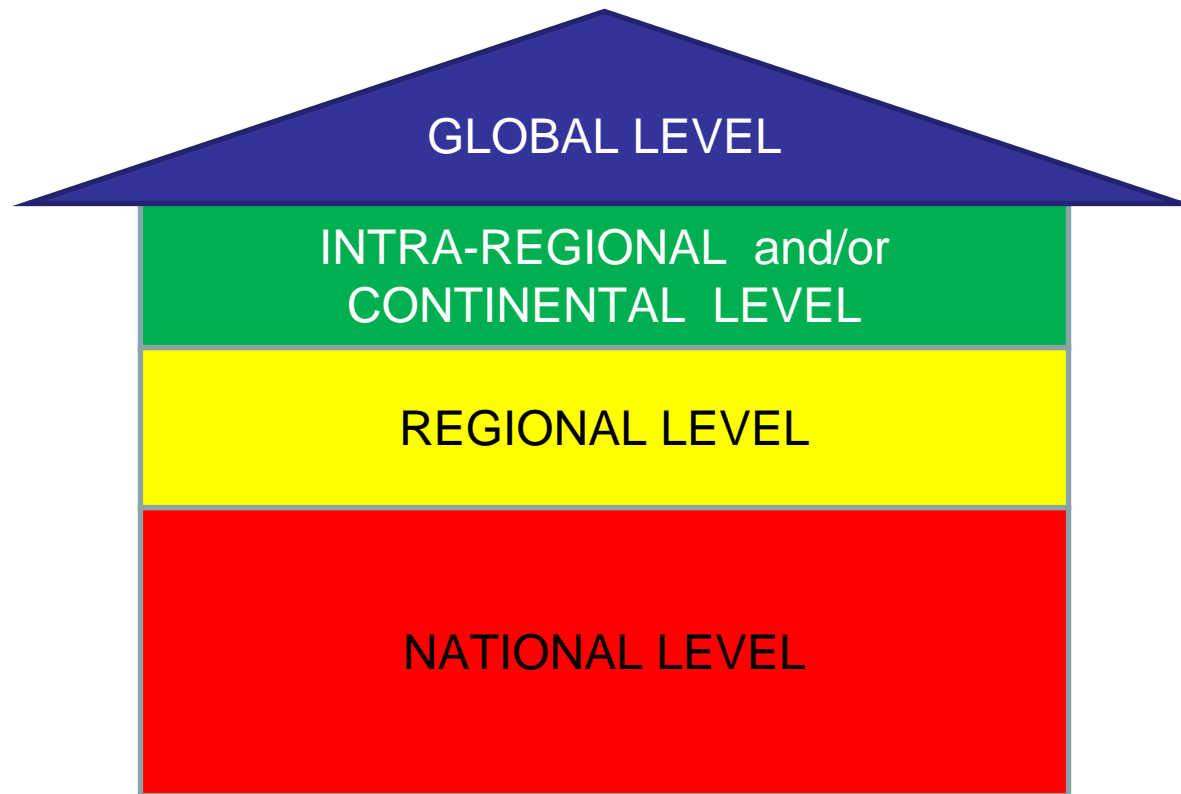 GLOBAL LEVEL
INTRA-REGIONAL and/or
CONTINENTAL LEVEL
REGIONAL LEVEL
NATIONAL LEVEL